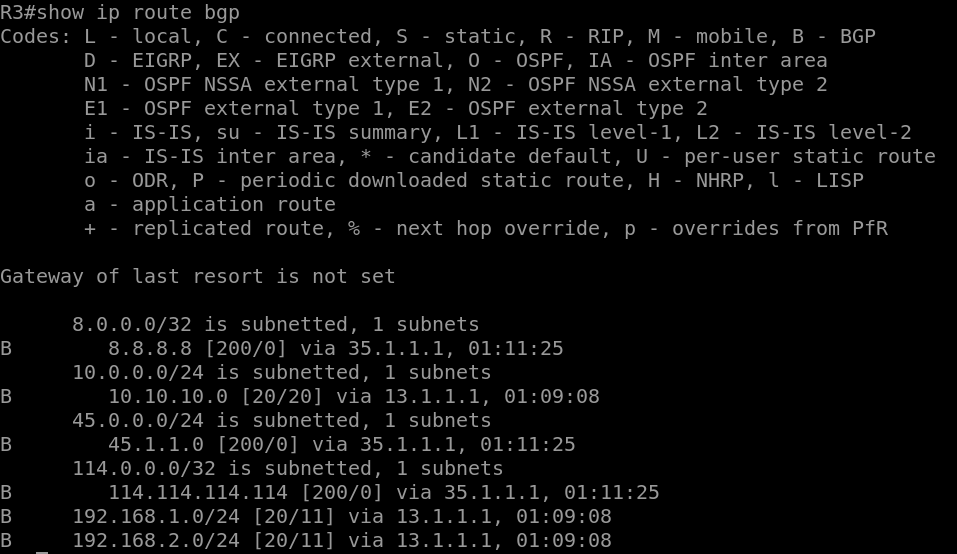 R3#show ip route bgp
Codes: L - local, C - connected, S - static, R - RIP, M - mobile, B - BGP
       D - EIGRP, EX - EIGRP external, O - OSPF, IA - OSPF inter area
       N1 - OSPF NSSA external type 1, N2 - OSPF NSSA external type 2
       E1 - OSPF external type 1, E2 - OSPF external type 2
       i - IS-IS, su - IS-IS summary, L1 - IS-IS level-1, L2 - IS-IS level-2
       ia - IS-IS inter area, * - candidate default, U - per-user static route
       o - ODR, P - periodic downloaded static route, H - NHRP, l - LISP
       a - application route
       + - replicated route, % - next hop override, p - overrides from PfR

Gateway of last resort is not set

      8.0.0.0/32 is subnetted, 1 subnets
B        8.8.8.8 [200/0] via 35.1.1.1, 01:11:25
      10.0.0.0/24 is subnetted, 1 subnets
B        10.10.10.0 [20/20] via 13.1.1.1, 01:09:08
      45.0.0.0/24 is subnetted, 1 subnets
B        45.1.1.0 [200/0] via 35.1.1.1, 01:11:25
      114.0.0.0/32 is subnetted, 1 subnets
B        114.114.114.114 [200/0] via 35.1.1.1, 01:11:25
B     192.168.1.0/24 [20/11] via 13.1.1.1, 01:09:08
B     192.168.2.0/24 [20/11] via 13.1.1.1, 01:09:08